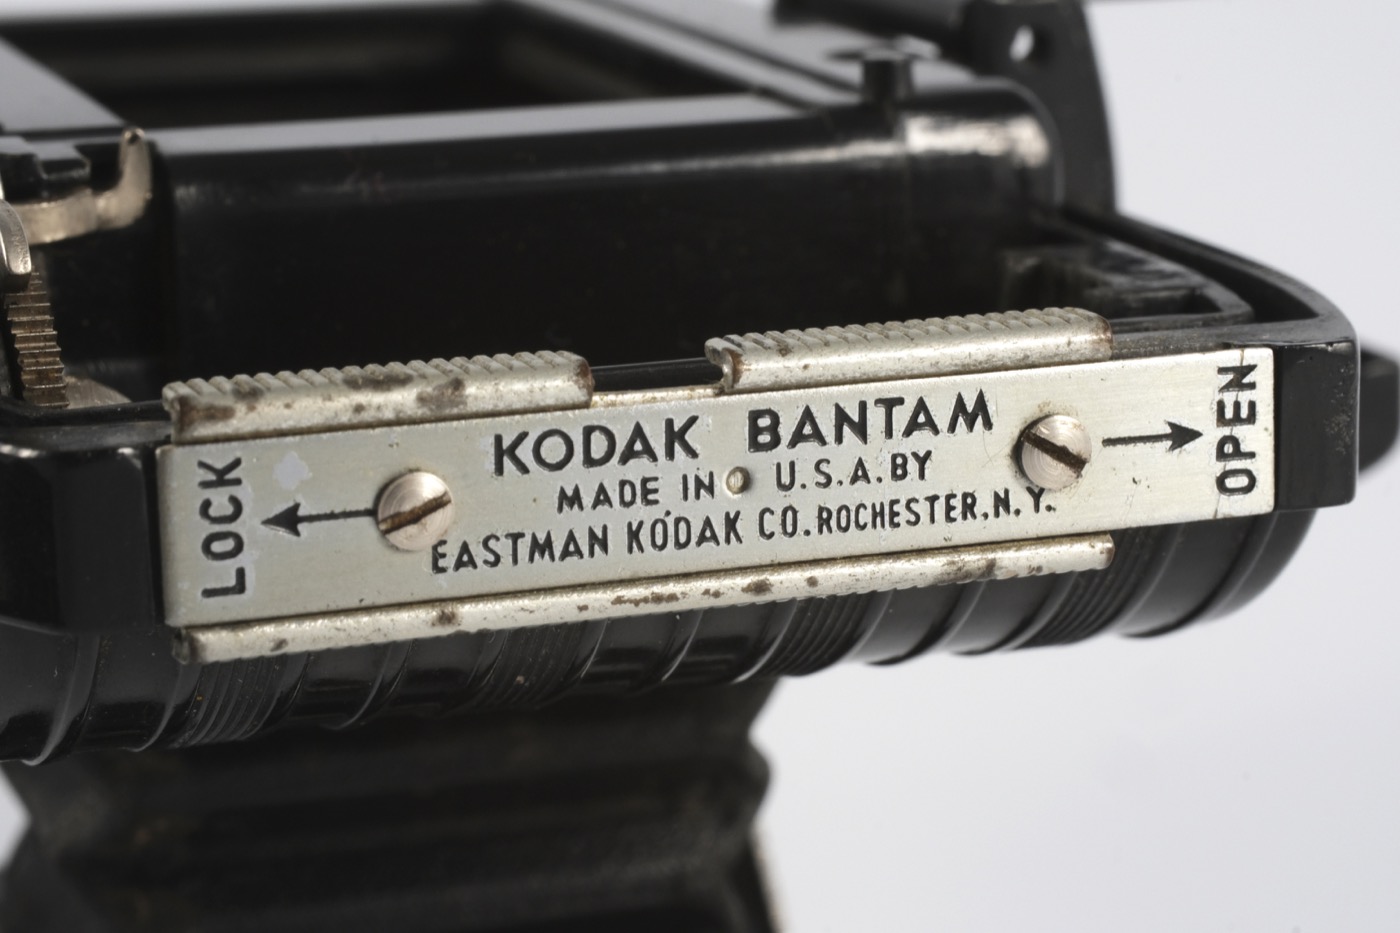 KODAK BANTAM
MADE IN U.S.A. BY
EASTMAN KODAK CO. ROCHESTER, N.Y.
LOCK
OPEN